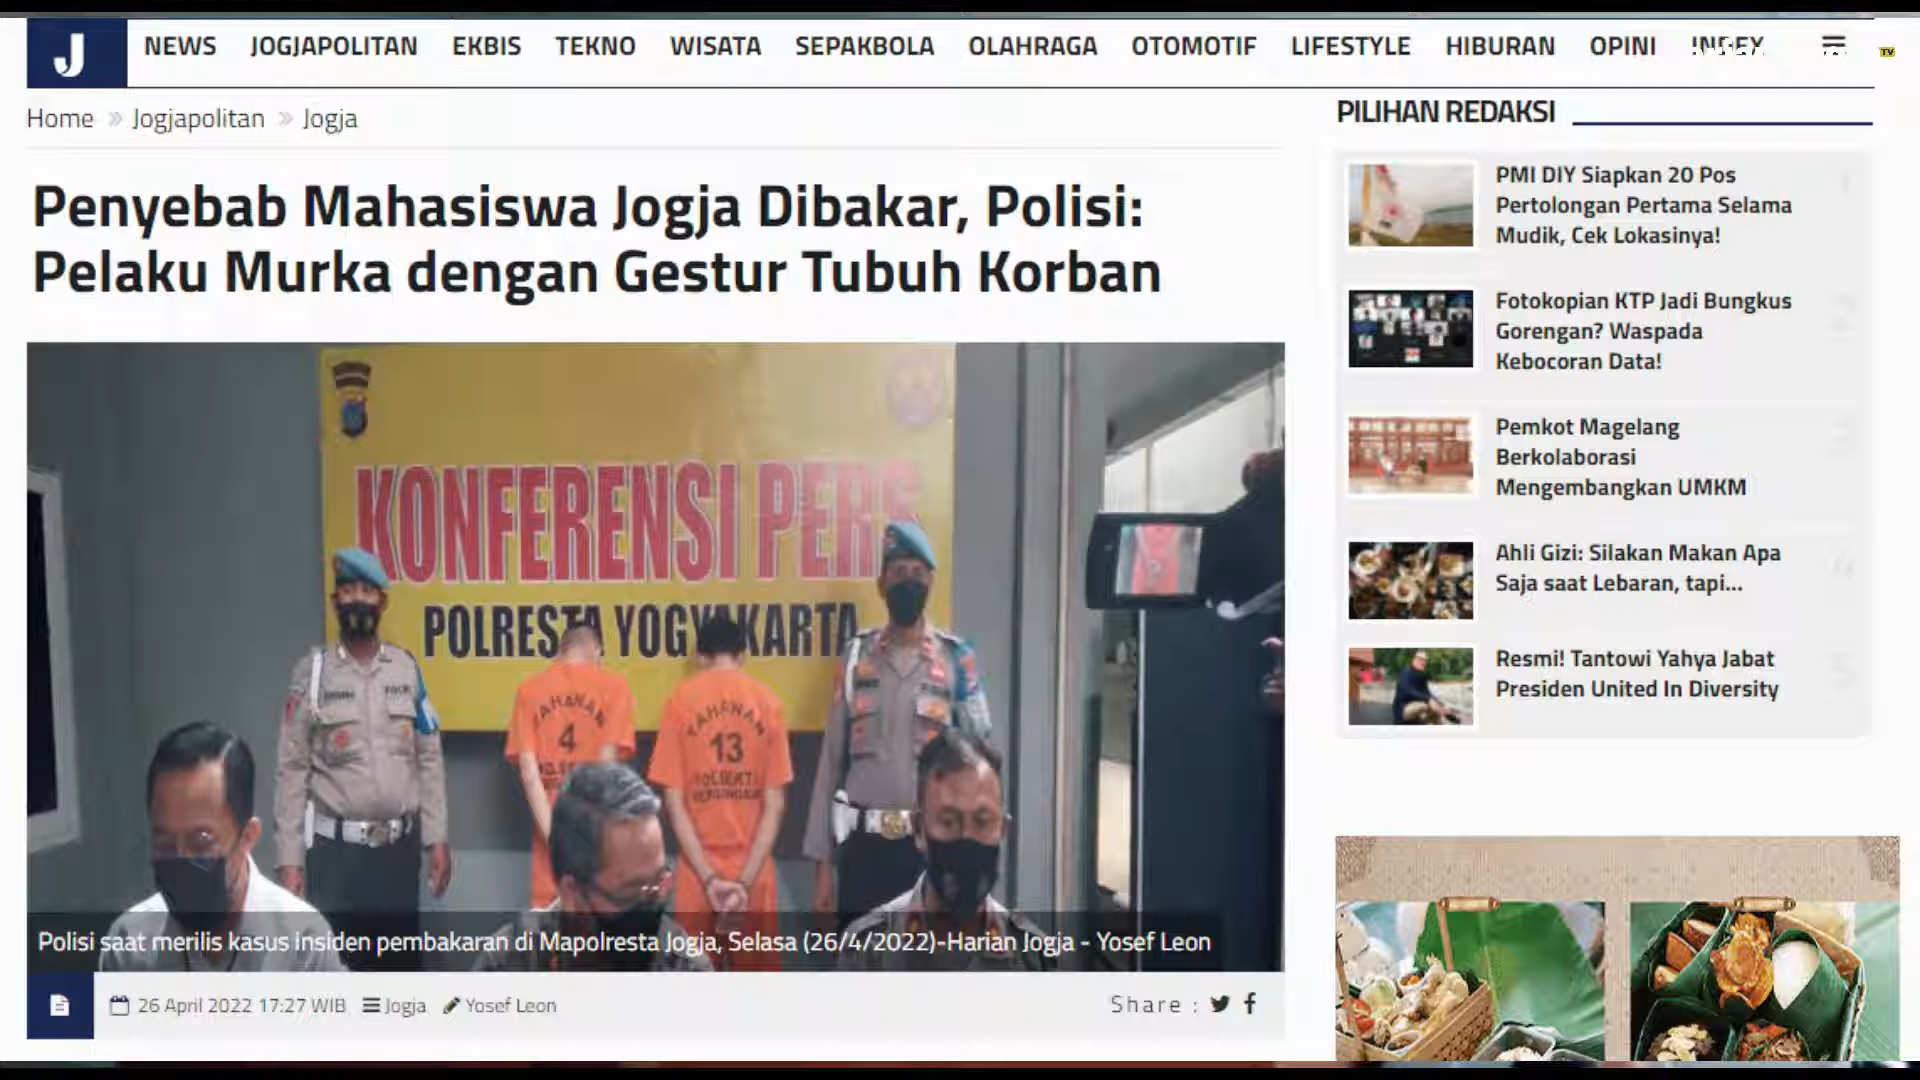 J NEWS JOGJAPOLITAN EKBIS TEKNO WISATA SEPAKBOLA OLAHRAGA OTOMOTIF LIFESTYLE HIBURAN OPINI
TV
Home » Jogjapolitan » Jogja
Penyebab Mahasiswa Jogja Dibakar, Polisi:
Pelaku Murka dengan Gestur Tubuh Korban
KONFERENSI PERS
POLRESTA YOGYAKARTA
TAHANAN
4
TAHANAN
13
Polisi saat merilis kasus insiden pembakaran di Mapolresta Jogja, Selasa (26/4/2022)-Harian Jogja - Yosef Leon
26 April 2022 17:27 WIB Jogja Yosef Leon
Share :
PILIHAN REDAKSI
PMI DIY Siapkan 20 Pos
Pertolongan Pertama Selama
Mudik, Cek Lokasinya!
Fotokopian KTP Jadi Bungkus
Gorengan? Waspada
Kebocoran Data!
Pemkot Magelang
Berkolaborasi
Mengembangkan UMKM
Ahli Gizi: Silakan Makan Apa
Saja saat Lebaran, tapi...
Resmi! Tantowi Yahya Jabat
Presiden United In Diversity